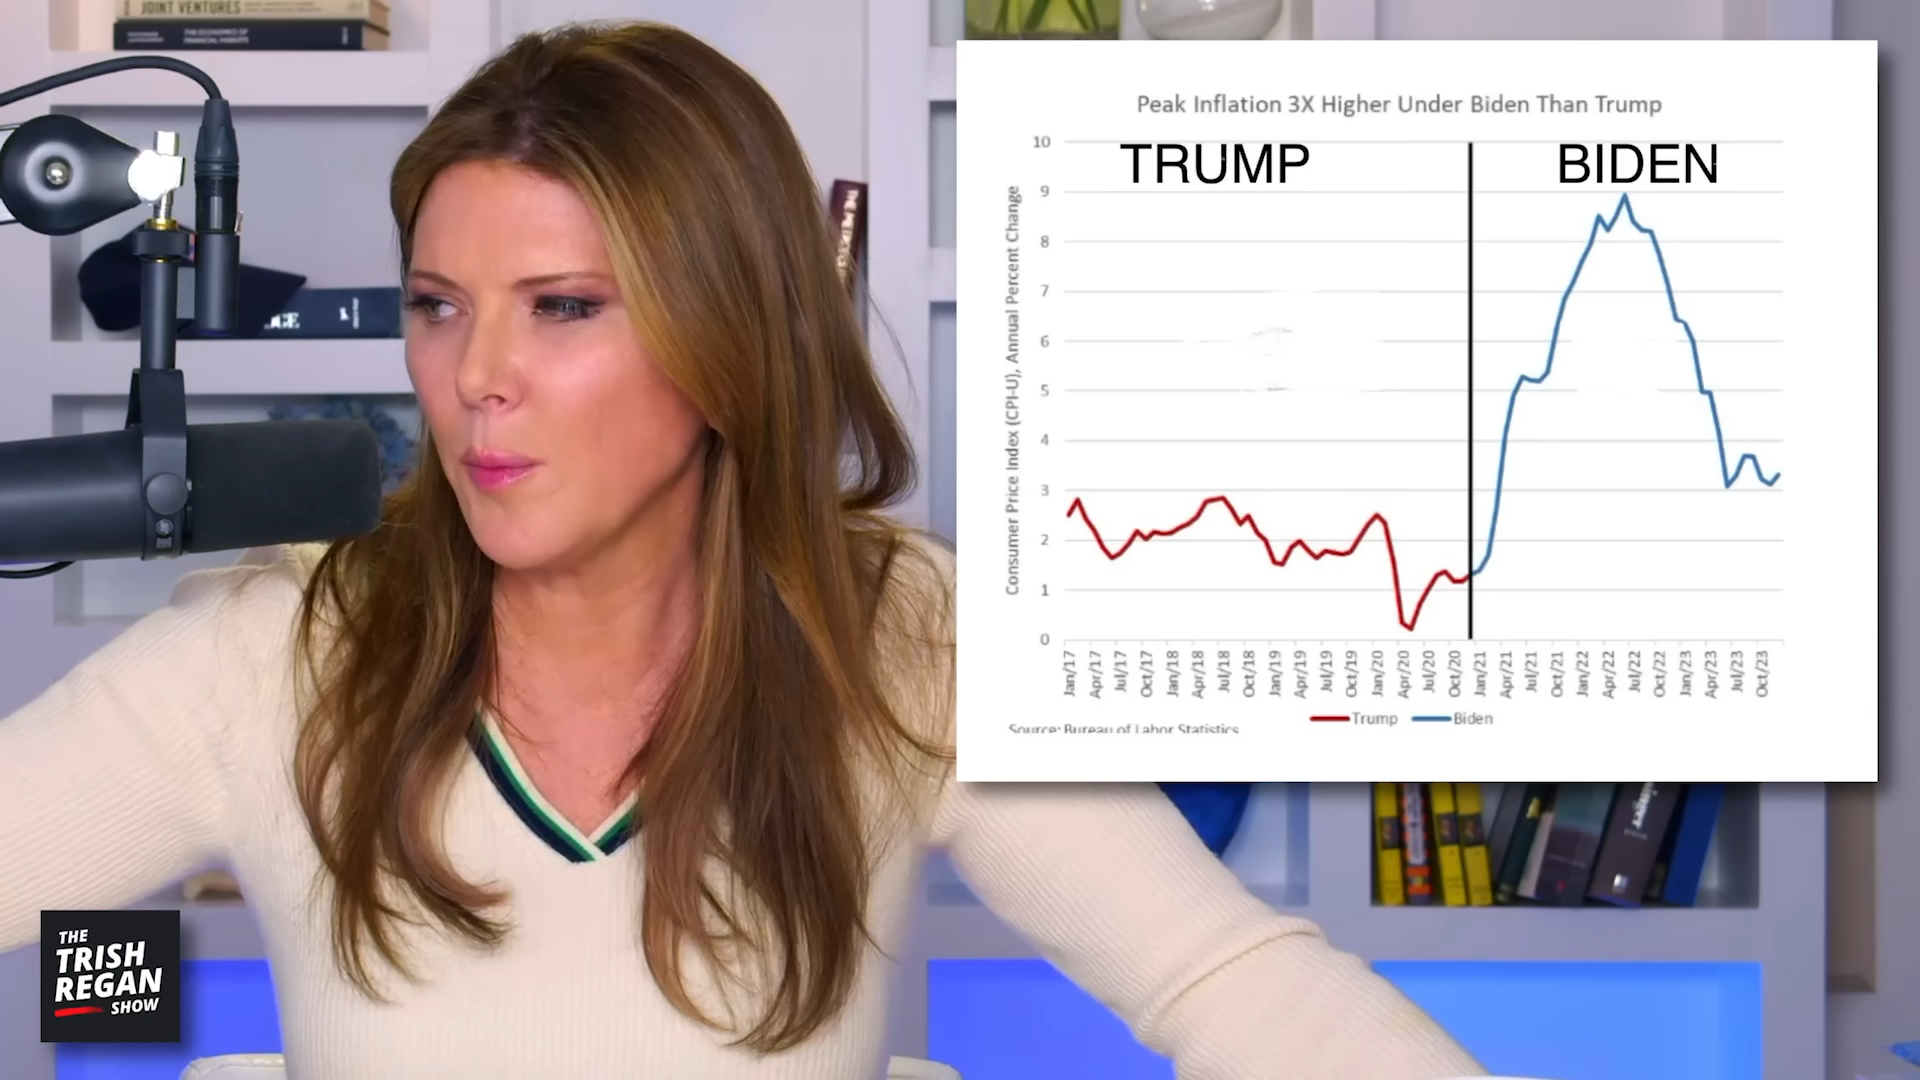 JOINT VENTURES
THE ECONOMICS OF
FINANCIAL MARKETS
Peak Inflation 3X Higher Under Biden Than Trump
TRUMP
BIDEN
Consumer Price Index (CPI-U), Annual Percent Change
10
9
8
7
6
5
4
3
2
1
0
Jan/17
Apr/17
Jul/17
Oct/17
Jan/18
Apr/18
Jul/18
Oct/18
Jan/19
Apr/19
Jul/19
Oct/19
Jan/20
Apr/20
Jul/20
Oct/20
Jan/21
Apr/21
Jul/21
Oct/21
Jan/22
Apr/22
Jul/22
Oct/22
Jan/23
Apr/23
Jul/23
Oct/23
Trump
Biden
Source: Bureau of Labor Statistics
THE
TRISH
REGAN
SHOW